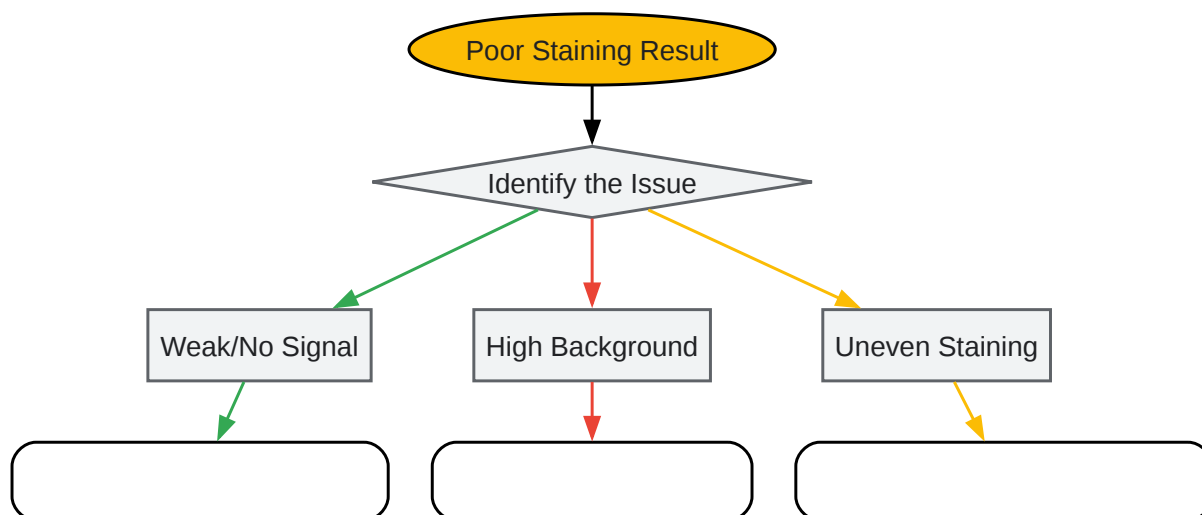 Poor Staining Result
Identify the Issue
Weak/No Signal
High Background
Uneven Staining